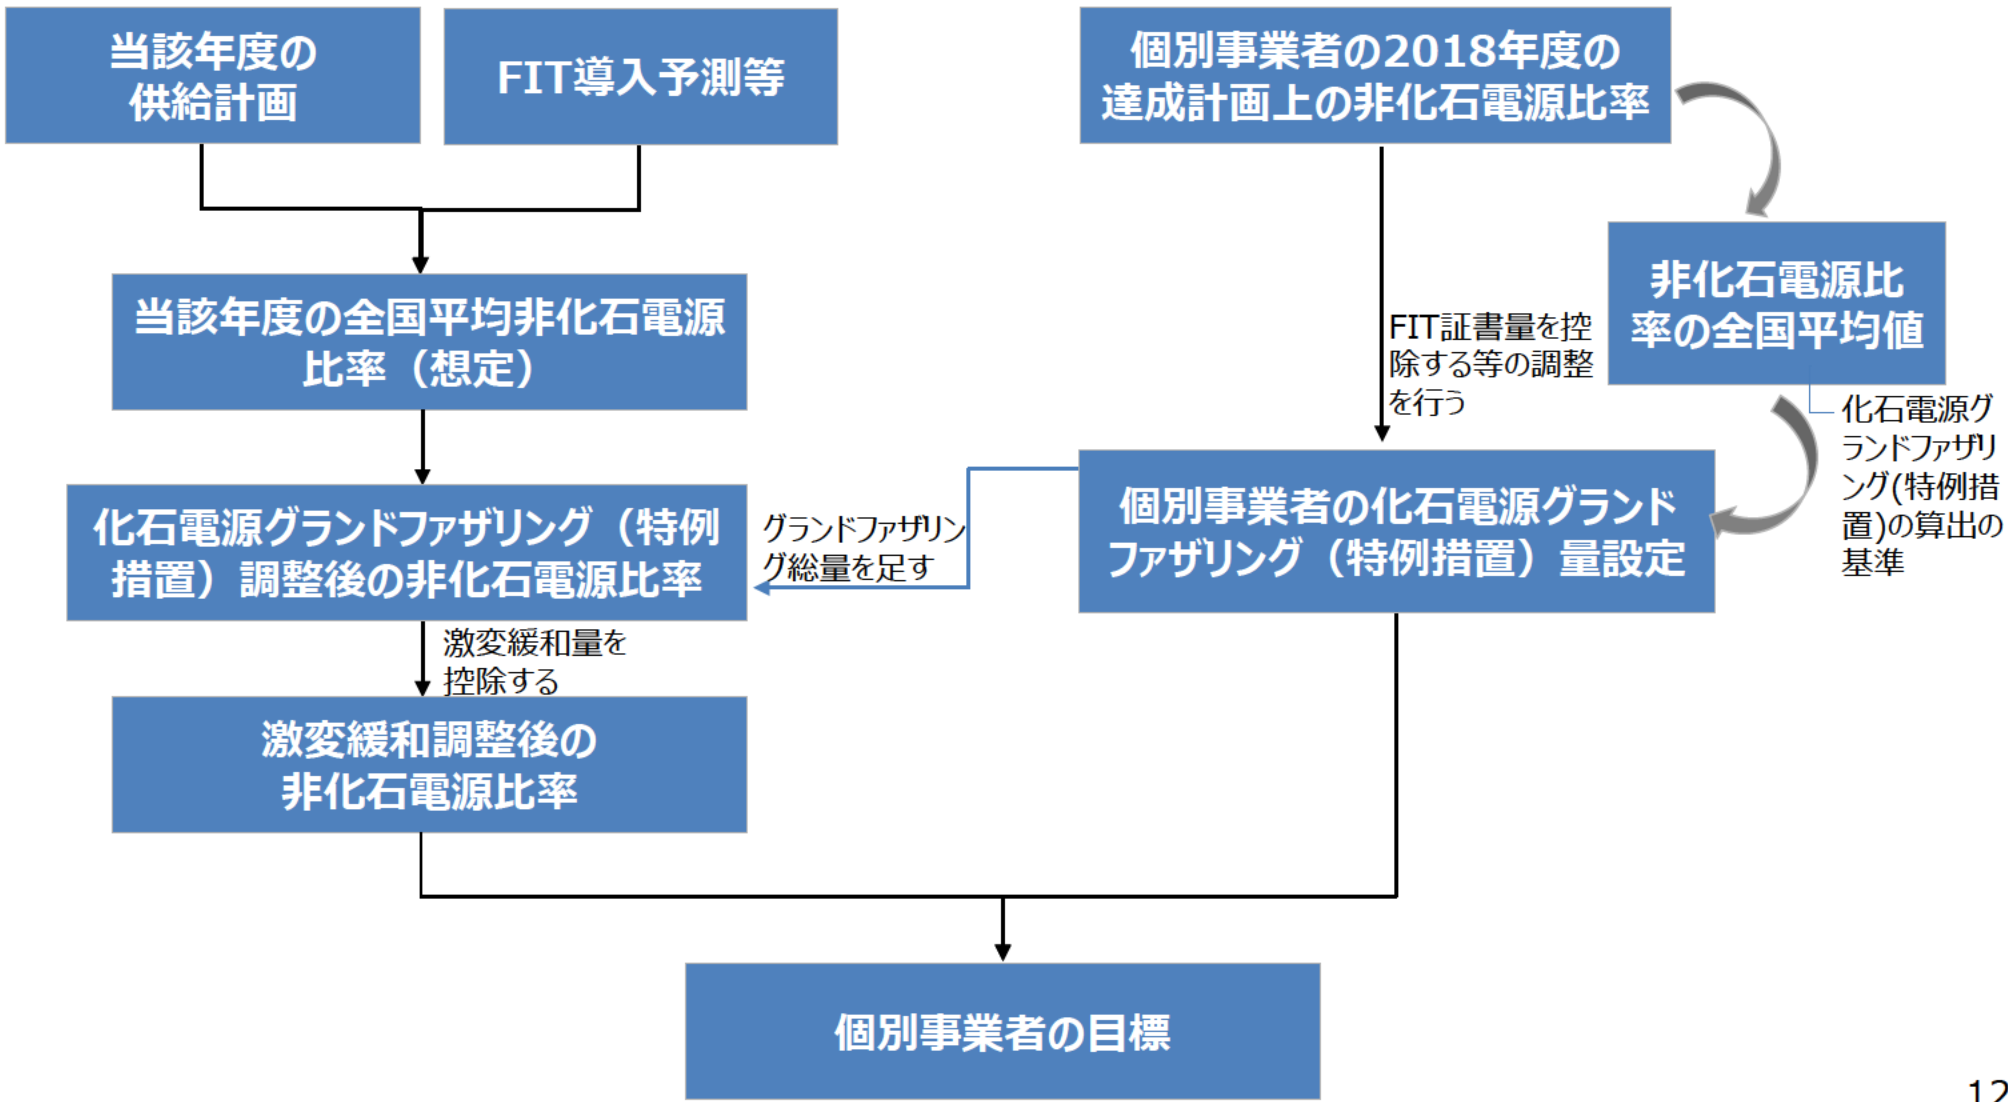 当該年度の
供給計画
FIT導入予測等
個別事業者の2018年度の
達成計画上の非化石電源比率
非化石電源比
率の全国平均値
当該年度の全国平均非化石電源
比率（想定）
FIT証書量を控
除する等の調整
を行う
化石電源グ
ランドファザリ
ング(特例措
置)の算出の
基準
化石電源グランドファザリング（特例
措置）調整後の非化石電源比率
グランドファザリン
グ総量を足す
個別事業者の化石電源グランド
ファザリング（特例措置）量設定
激変緩和量を
控除する
激変緩和調整後の
非化石電源比率
個別事業者の目標
12